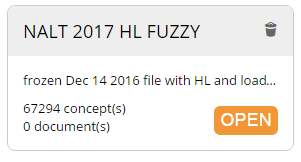 NALT 2017 HL FUZZY
frozen Dec 14 2016 file with HL and load...
67294 concept(s)
0 document(s)
OPEN